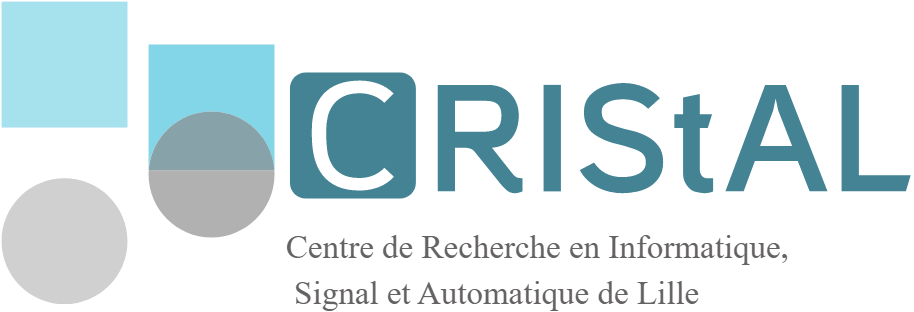 CRIStAL
Centre de Recherche en Informatique,
Signal et Automatique de Lille